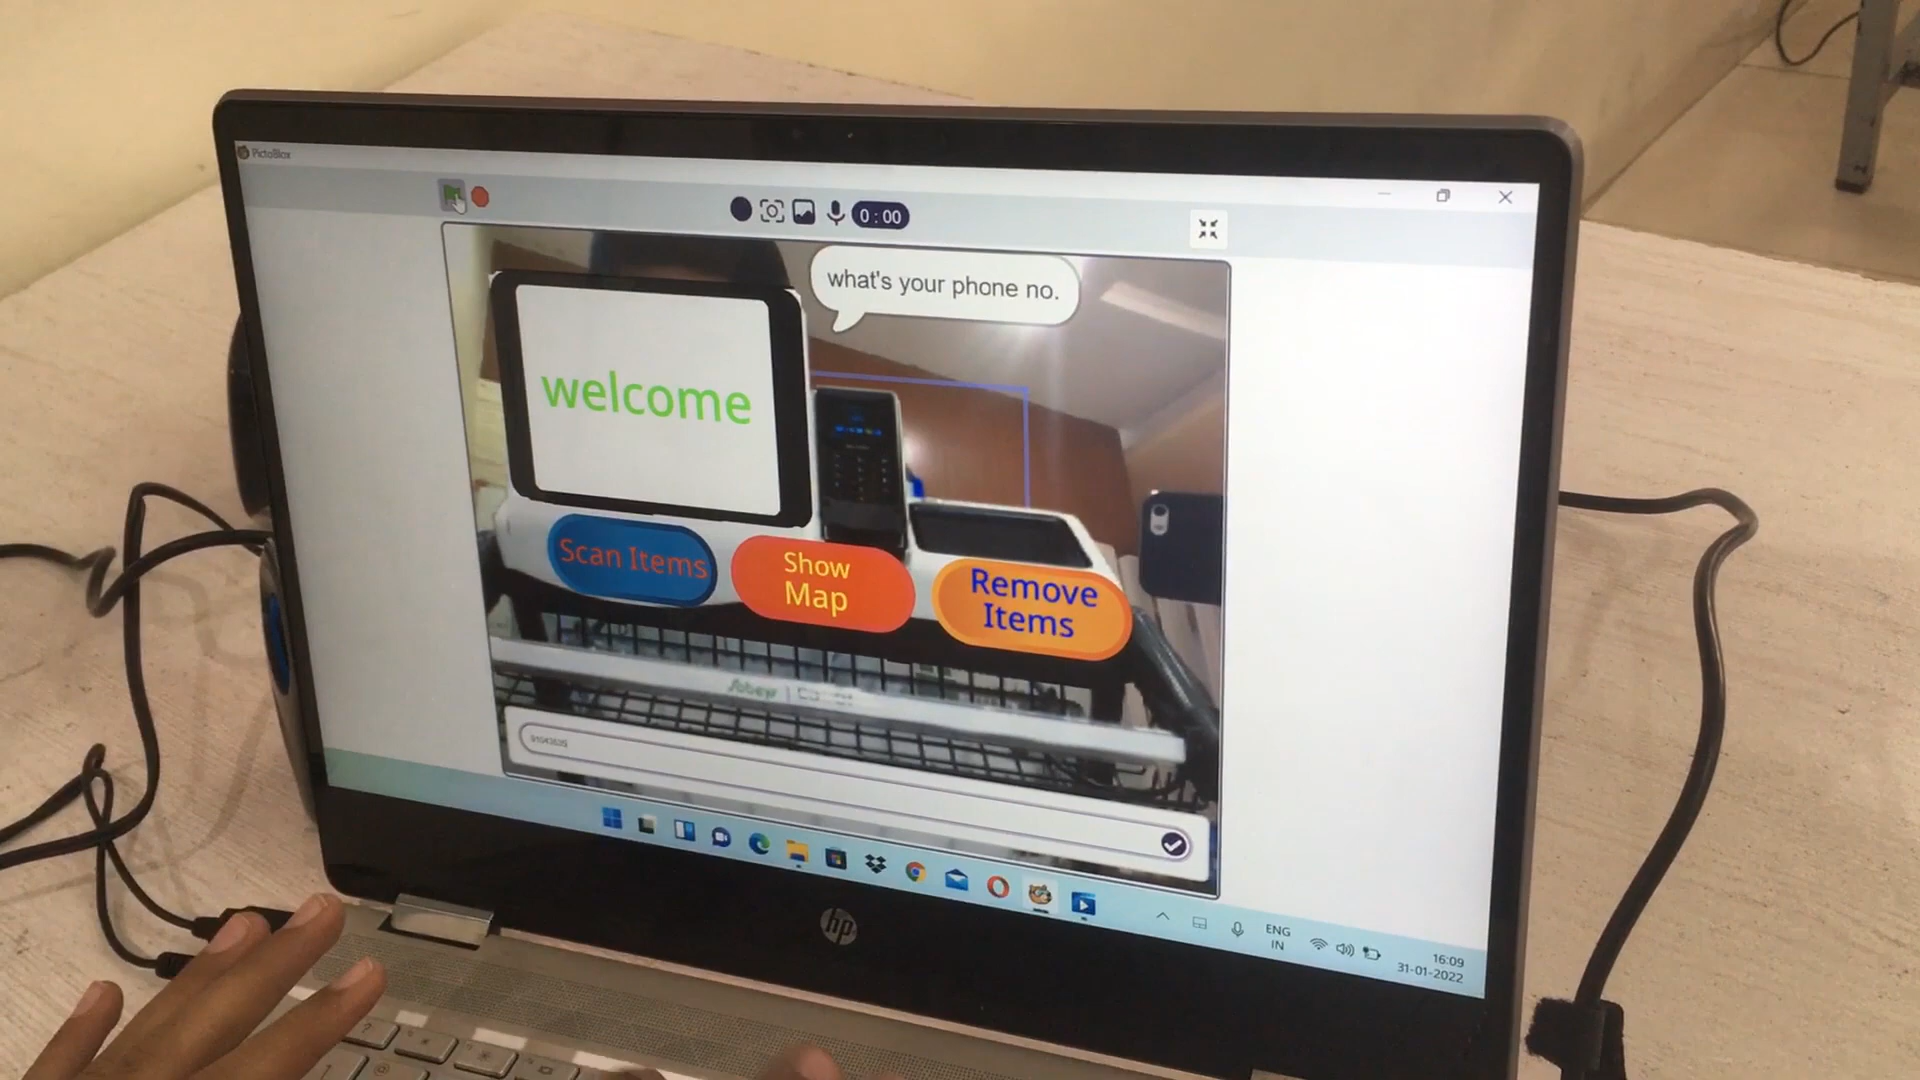 PictoBlox
0 : 00
what's your phone no.
welcome
Scan Items
Show
Map
Remove
Items
hp
ENG
IN
16:09
31-01-2022